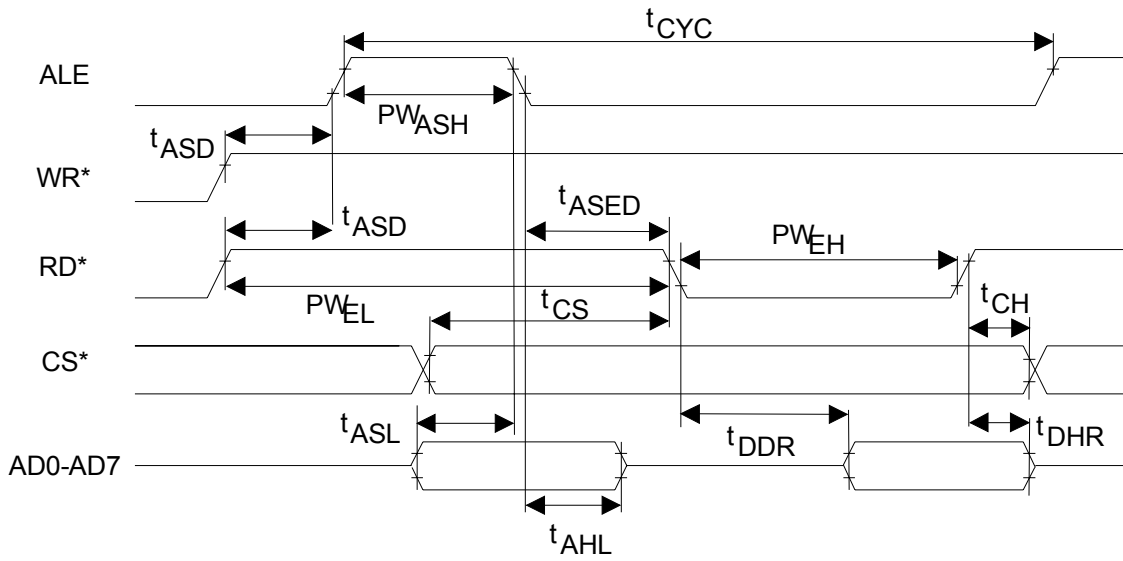 tCYC
ALE
PWASH
tASD
WR*
tASED
tASD
PWEH
RD*
PWEL
tCS
tCH
CS*
tASL
tDDR
tDHR
AD0-AD7
tAHL